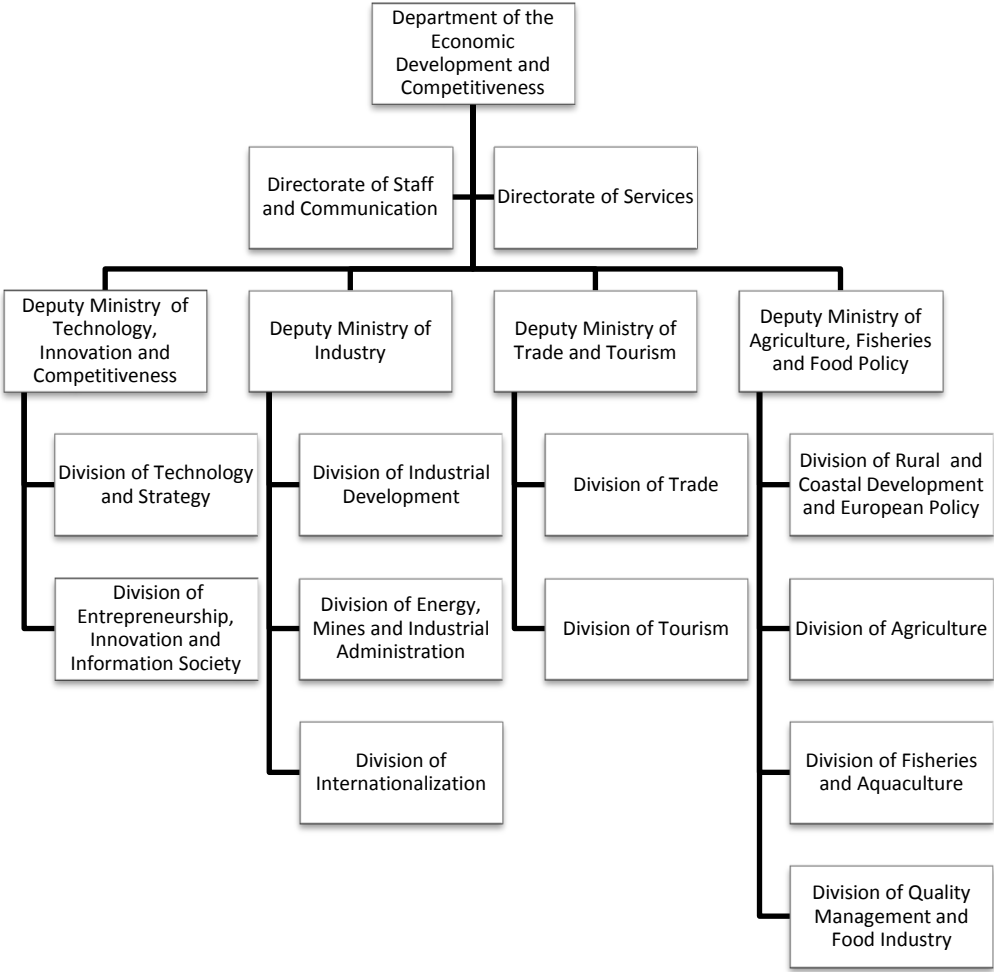 Department of the
Economic
Development and
Competitiveness
Directorate of Staff
and Communication
Directorate of Services
Deputy Ministry of
Technology,
Innovation and
Competitiveness
Deputy Ministry of
Industry
Deputy Ministry of
Trade and Tourism
Deputy Ministry of
Agriculture, Fisheries
and Food Policy
Division of Technology
and Strategy
Division of
Entrepreneurship,
Innovation and
Information Society
Division of Industrial
Development
Division of Energy,
Mines and Industrial
Administration
Division of
Internationalization
Division of Trade
Division of Tourism
Division of Rural and
Coastal Development
and European Policy
Division of Agriculture
Division of Fisheries
and Aquaculture
Division of Quality
Management and
Food Industry